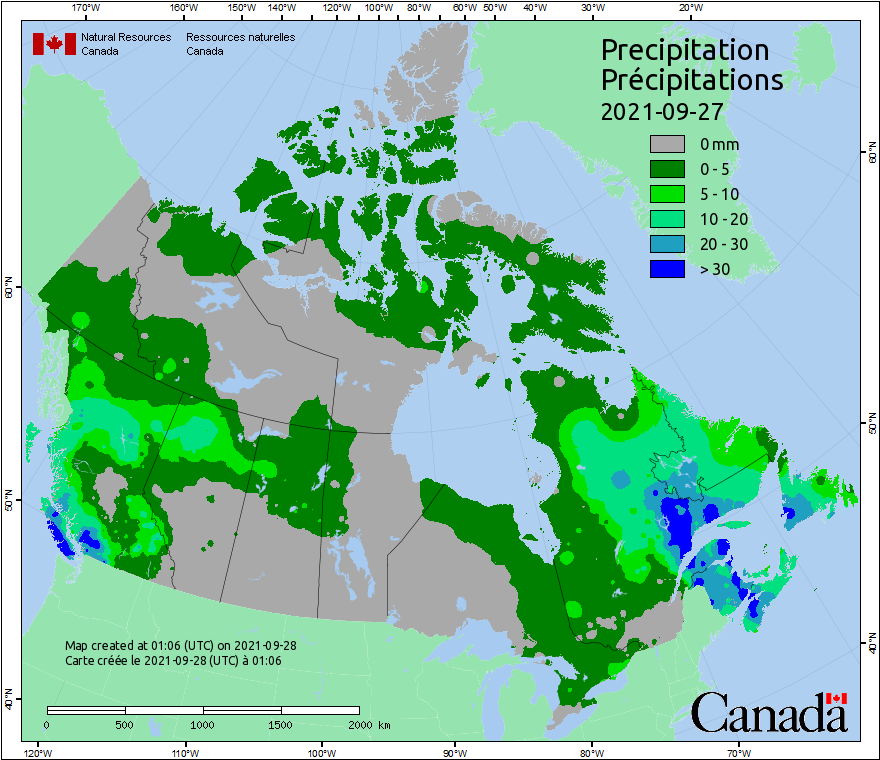 170°W 160°W 150°W 140°W 120°W 100°W 80°W 60°W 50°W 40°W 30°W 20°W
Natural Resources Ressources naturelles
Canada Canada
Precipitation
Précipitations
2021-09-27
0 mm
0 - 5
5 - 10
10 - 20
20 - 30
> 30
60°N
60°N
50°N
50°N
40°N
40°N
Map created at 01:06 (UTC) on 2021-09-28
Carte créée le 2021-09-28 (UTC) à 01:06
0 500 1000 1500 2000 km
Canada
120°W 110°W 100°W 90°W 80°W 70°W